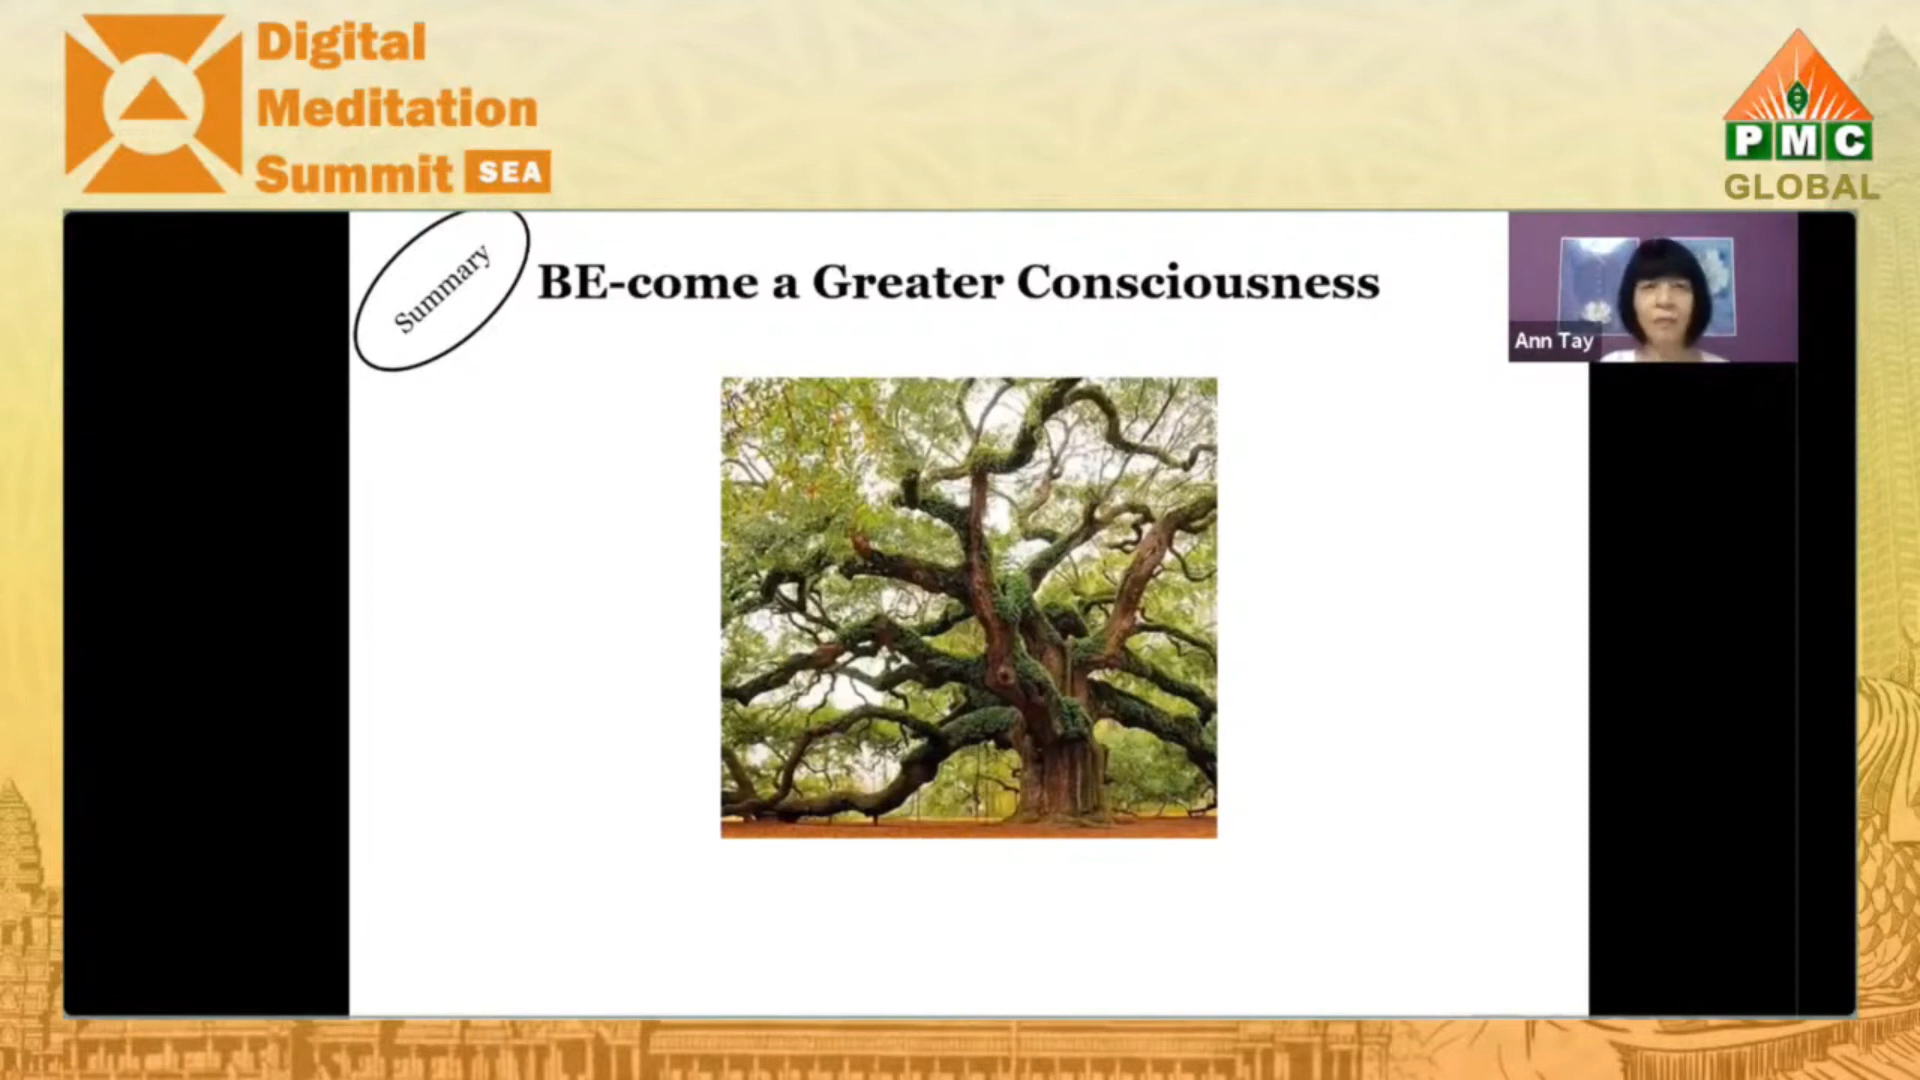 Digital
Meditation
Summit SEA
PMC
GLOBAL
Summary
BE-come a Greater Consciousness
Ann Tay